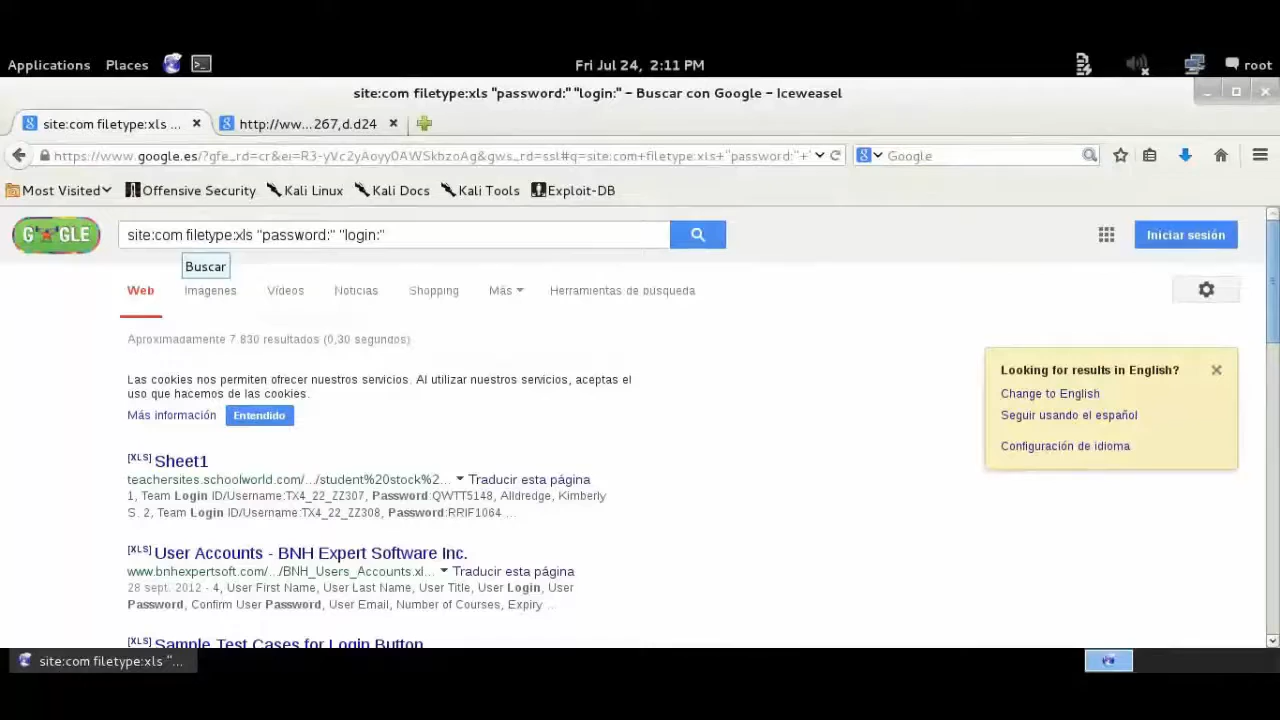 Applications Places Fri Jul 24, 2:11 PM root
site:com filetype:xls "password:" "login:" – Buscar con Google – Iceweasel
site:com filetype:xls ... http://ww...267,d.d24
https://www.google.es/?gfe_rd=cr&ei=R3-yVc2yAoyy0AWSkbzoAg&gws_rd=ssl#q=site:com+filetype:xls+"password:"+' Google
Most Visited Offensive Security Kali Linux Kali Docs Kali Tools Exploit-DB
GOOGLE site:com filetype:xls "password:" "login:" Iniciar sesión
Buscar
Web Imágenes Vídeos Noticias Shopping Más Herramientas de búsqueda
Aproximadamente 7.830 resultados (0,30 segundos)
Las cookies nos permiten ofrecer nuestros servicios. Al utilizar nuestros servicios, aceptas el
uso que hacemos de las cookies.
Más información Entendido
Looking for results in English?
Change to English
Seguir usando el español
Configuración de idioma
[XLS] Sheet1
teachersites.schoolworld.com/.../student%20stock%2... Traducir esta página
1, Team Login ID/Username:TX4_22_ZZ307, Password:QWTT5148, Alldredge, Kimberly
S. 2, Team Login ID/Username:TX4_22_ZZ308, Password:RRIF1064 ...
[XLS] User Accounts - BNH Expert Software Inc.
www.bnhexpertsoft.com/.../BNH_Users_Accounts.xl... Traducir esta página
28 sept. 2012 - 4, User First Name, User Last Name, User Title, User Login, User
Password, Confirm User Password, User Email, Number of Courses, Expiry ...
[XLS] Sample Test Cases for Login Button
site:com filetype:xls "...